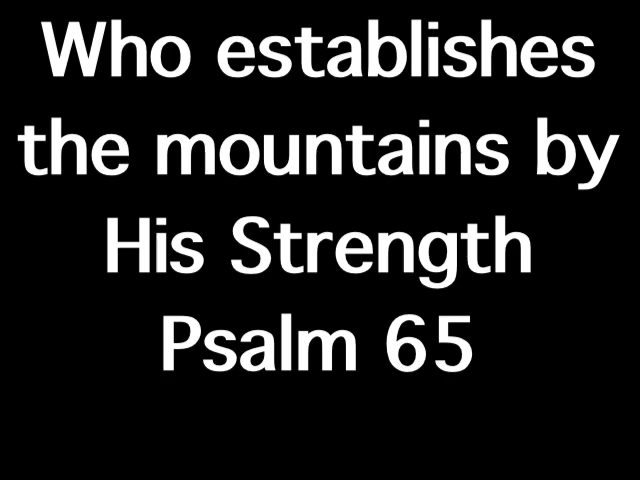 Who establishes
the mountains by
His Strength
Psalm 65